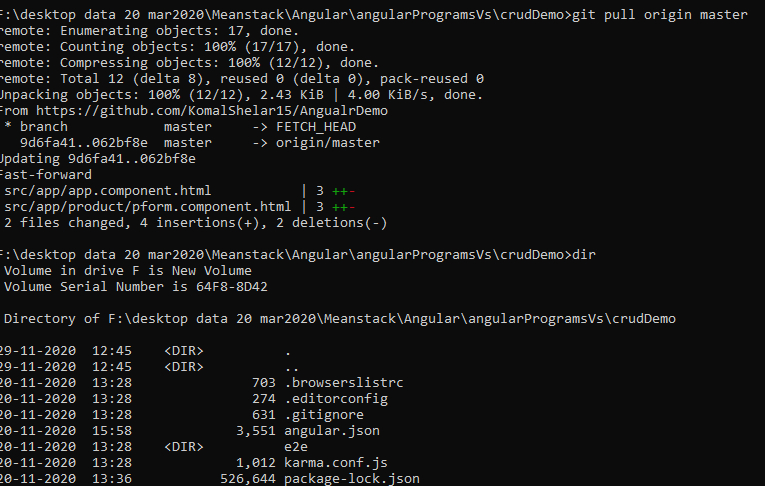 F:\desktop data 20 mar2020\Meanstack\Angular\angularProgramsVs\crudDemo>git pull origin master
remote: Enumerating objects: 17, done.
remote: Counting objects: 100% (17/17), done.
remote: Compressing objects: 100% (12/12), done.
remote: Total 12 (delta 8), reused 0 (delta 0), pack-reused 0
Unpacking objects: 100% (12/12), 2.43 KiB | 4.00 KiB/s, done.
From https://github.com/KomalShelar15/AngualrDemo
 * branch            master     -> FETCH_HEAD
   9d6fa41..062bf8e  master     -> origin/master
Updating 9d6fa41..062bf8e
Fast-forward
 src/app/app.component.html           | 3 ++-
 src/app/product/pform.component.html | 3 ++-
 2 files changed, 4 insertions(+), 2 deletions(-)
F:\desktop data 20 mar2020\Meanstack\Angular\angularProgramsVs\crudDemo>dir
 Volume in drive F is New Volume
 Volume Serial Number is 64F8-8D42
 Directory of F:\desktop data 20 mar2020\Meanstack\Angular\angularProgramsVs\crudDemo
29-11-2020  12:45    <DIR>          .
29-11-2020  12:45    <DIR>          ..
20-11-2020  13:28               703 .browserslistrc
20-11-2020  13:28               274 .editorconfig
20-11-2020  13:28               631 .gitignore
20-11-2020  15:58             3,551 angular.json
20-11-2020  13:28    <DIR>          e2e
20-11-2020  13:28             1,012 karma.conf.js
20-11-2020  13:36           526,644 package-lock.json